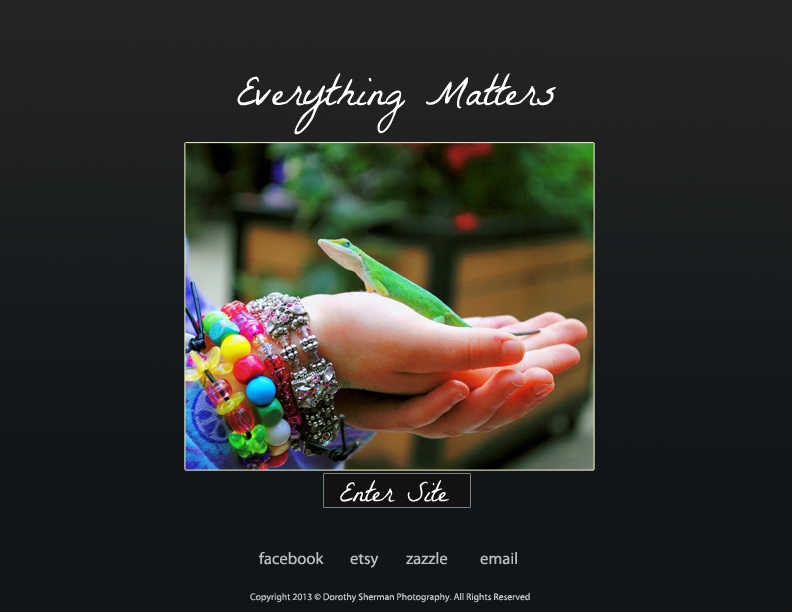 Everything Matters
Enter Site
facebook etsy zazzle email
Copyright 2013 © Dorothy Sherman Photography. All Rights Reserved